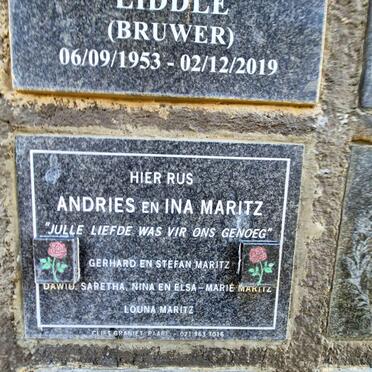 LIDDLE
(BRUWER)
06/09/1953 - 02/12/2019
HIER RUS
ANDRIES EN INA MARITZ
"JULLE LIEFDE WAS VIR ONS GENOEG"
GERHARD EN STEFAN MARITZ
DAWID, SARETHA, NINA EN ELSA-MARIE MARITZ
LOUNA MARITZ